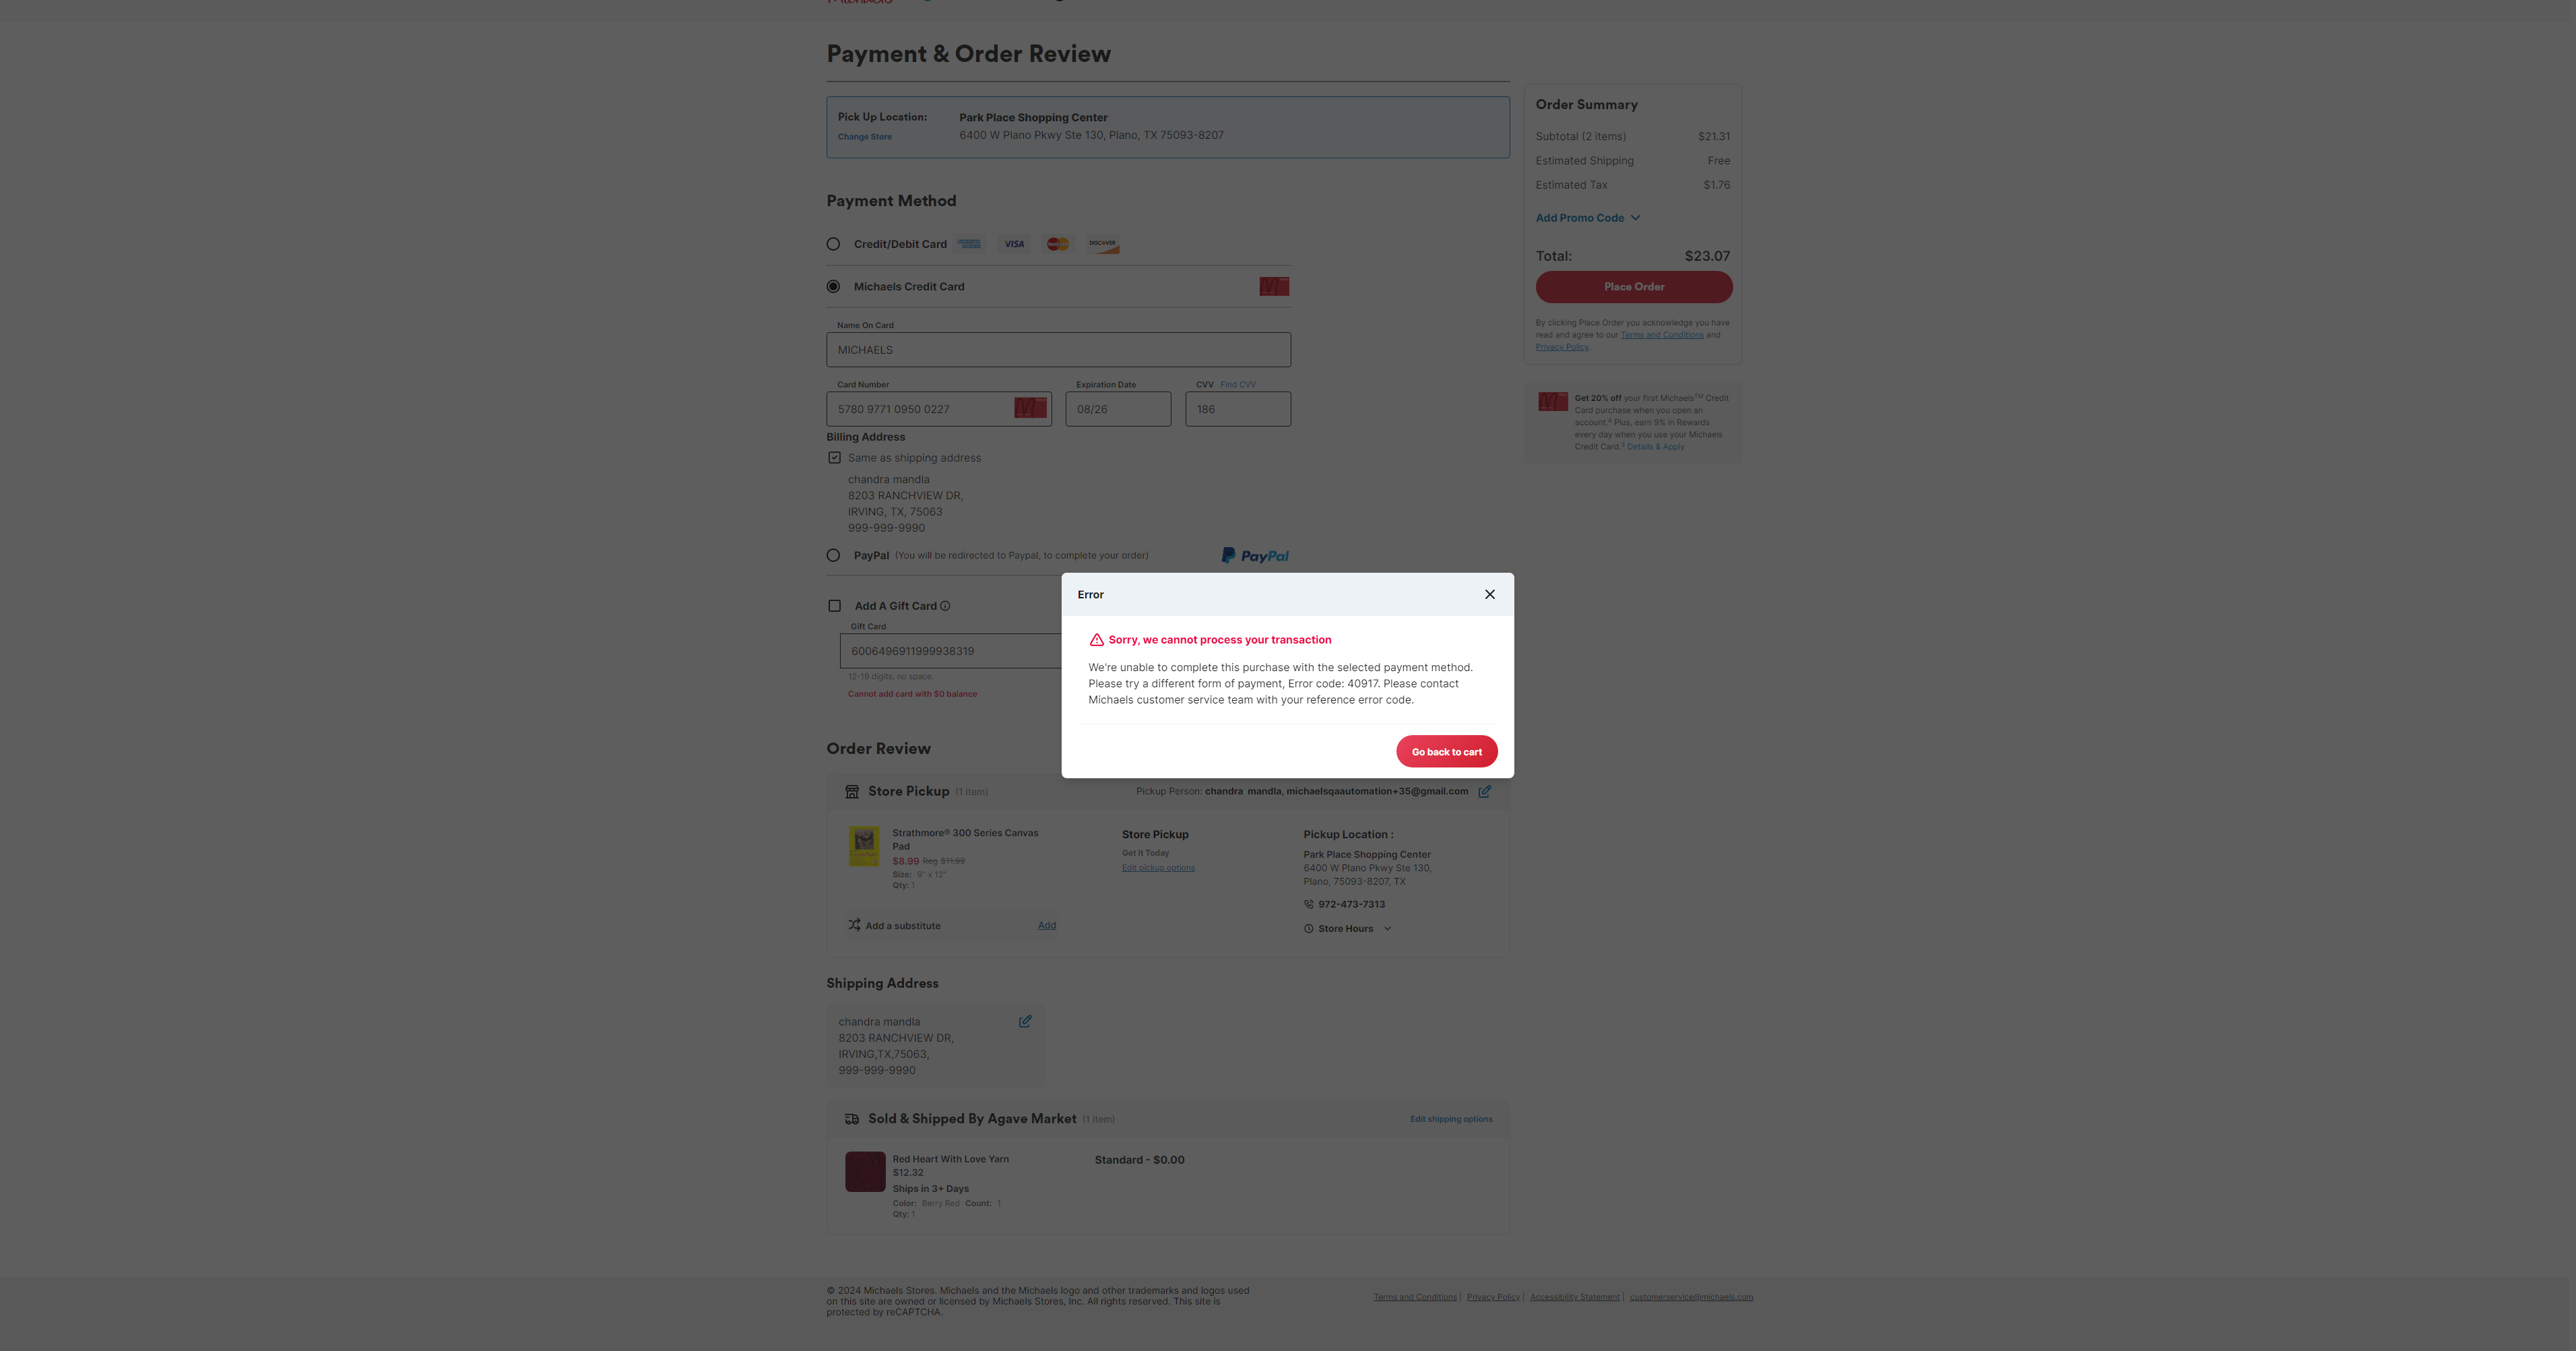 Michaels
Payment & Order Review
Pick Up Location:
Change Store
Park Place Shopping Center
6400 W Plano Pkwy Ste 130, Plano, TX 75093-8207
Payment Method
Credit/Debit Card
VISA
DISCOVER
Michaels Credit Card
Name On Card
MICHAELS
Card Number
Expiration Date
CVV Find CVV
5780 9771 0950 0227
08/26
186
Billing Address
Same as shipping address
chandra mandla
8203 RANCHVIEW DR,
IRVING, TX, 75063
999-999-9990
PayPal (You will be redirected to Paypal, to complete your order)
PayPal
Add A Gift Card
Gift Card
6006496911999938319
12-19 digits, no space.
Cannot add card with $0 balance
Order Summary
Subtotal (2 items) $21.31
Estimated Shipping Free
Estimated Tax $1.76
Add Promo Code
Total: $23.07
Place Order
By clicking Place Order you acknowledge you have
read and agree to our Terms and Conditions and
Privacy Policy.
Get 20% off your first Michaels™ Credit
Card purchase when you open an
account.² Plus, earn 9% in Rewards
every day when you use your Michaels
Credit Card.³ Details & Apply
Error
Sorry, we cannot process your transaction
We're unable to complete this purchase with the selected payment method.
Please try a different form of payment, Error code: 40917. Please contact
Michaels customer service team with your reference error code.
Go back to cart
Order Review
Store Pickup (1 item)
Pickup Person: chandra mandla, michaelsqaautomation+35@gmail.com
Strathmore® 300 Series Canvas
Pad
$8.99 Reg $11.99
Size: 9" x 12"
Qty: 1
Add a substitute
Add
Store Pickup
Get it Today
Edit pickup options
Pickup Location :
Park Place Shopping Center
6400 W Plano Pkwy Ste 130,
Plano, 75093-8207, TX
972-473-7313
Store Hours
Shipping Address
chandra mandla
8203 RANCHVIEW DR,
IRVING,TX,75063,
999-999-9990
Sold & Shipped By Agave Market (1 item)
Edit shipping options
Red Heart With Love Yarn
$12.32
Ships in 3+ Days
Color: Berry Red Count: 1
Qty: 1
Standard - $0.00
© 2024 Michaels Stores. Michaels and the Michaels logo and other trademarks and logos used
on this site are owned or licensed by Michaels Stores, Inc. All rights reserved. This site is
protected by reCAPTCHA.
Terms and Conditions | Privacy Policy | Accessibility Statement | customerservice@michaels.com